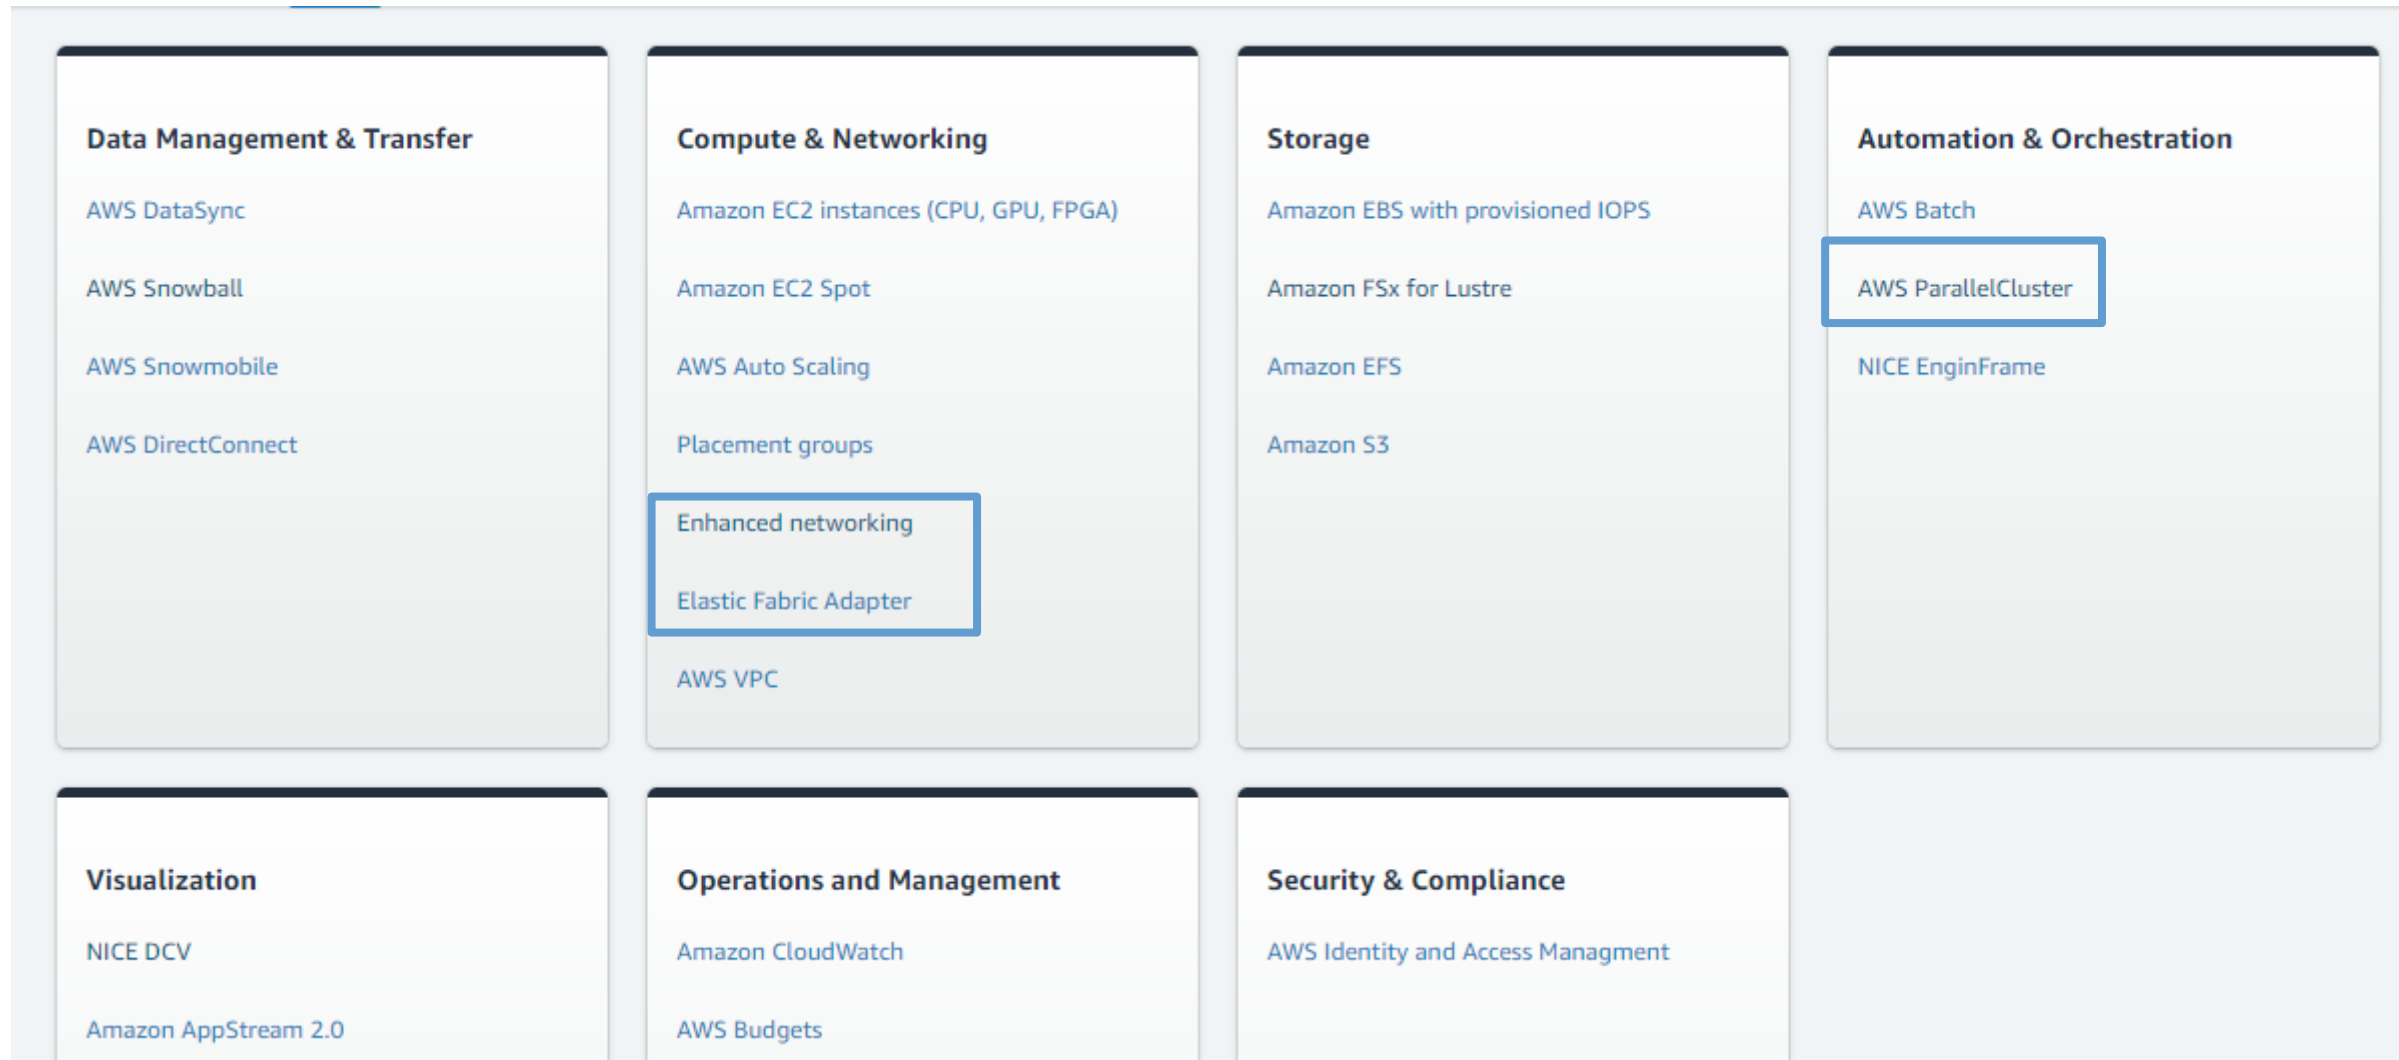 Data Management & Transfer
AWS DataSync
AWS Snowball
AWS Snowmobile
AWS DirectConnect
Compute & Networking
Amazon EC2 instances (CPU, GPU, FPGA)
Amazon EC2 Spot
AWS Auto Scaling
Placement groups
Enhanced networking
Elastic Fabric Adapter
AWS VPC
Storage
Amazon EBS with provisioned IOPS
Amazon FSx for Lustre
Amazon EFS
Amazon S3
Automation & Orchestration
AWS Batch
AWS ParallelCluster
NICE EnginFrame
Visualization
NICE DCV
Amazon AppStream 2.0
Operations and Management
Amazon CloudWatch
AWS Budgets
Security & Compliance
AWS Identity and Access Managment